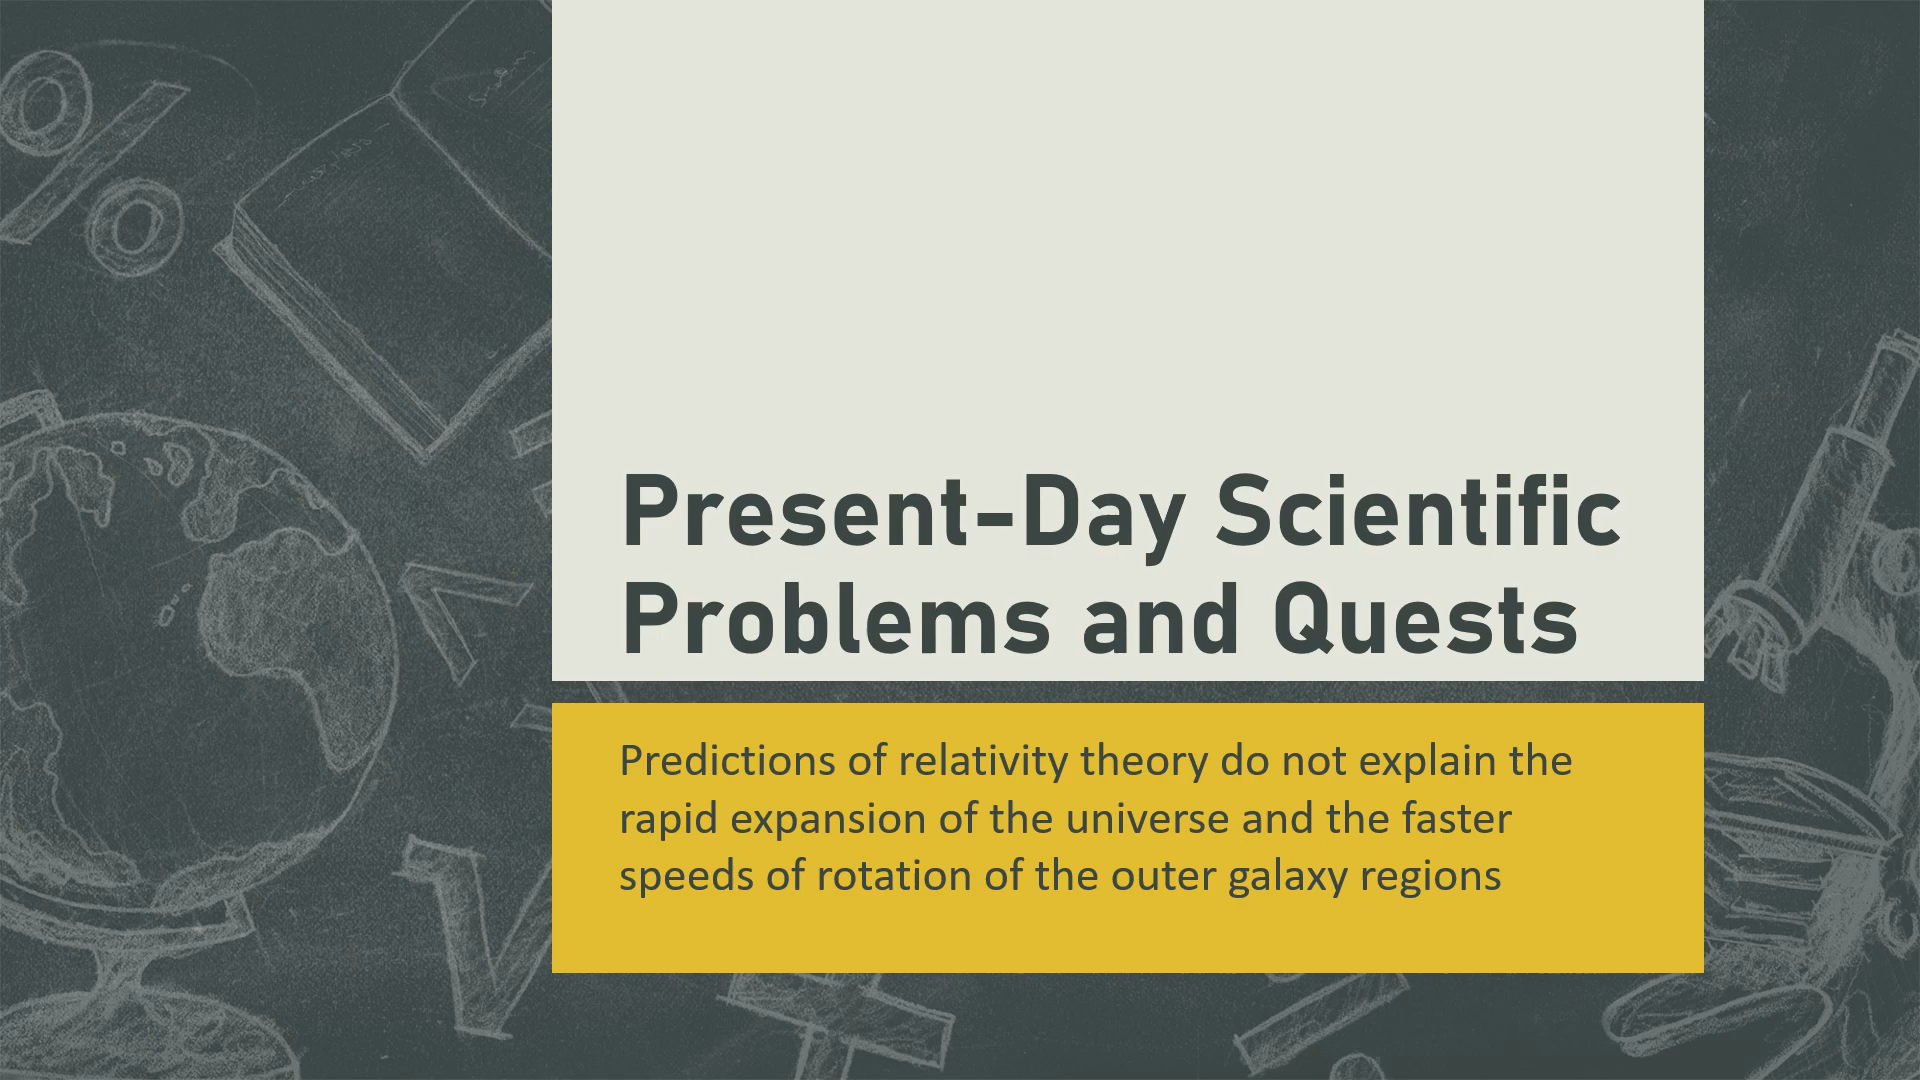 Present-Day Scientific
Problems and Quests
Predictions of relativity theory do not explain the
rapid expansion of the universe and the faster
speeds of rotation of the outer galaxy regions